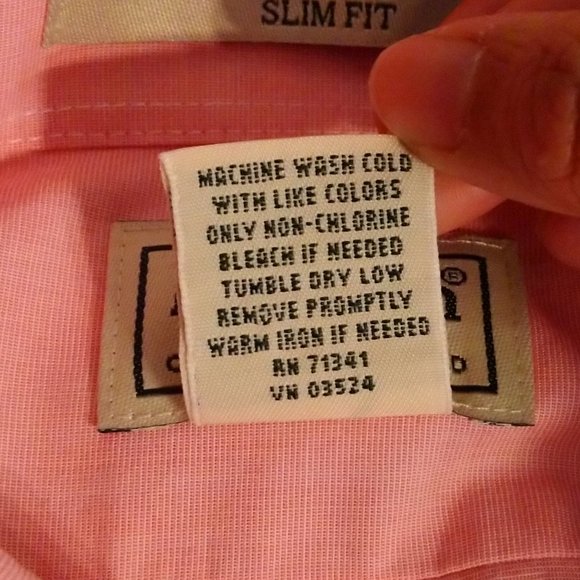 SLIM FIT
MACHINE WASH COLD
WITH LIKE COLORS
ONLY NON-CHLORINE
BLEACH IF NEEDED
TUMBLE DRY LOW
REMOVE PROMPTLY
WARM IRON IF NEEDED
RN 71341
VN 03524